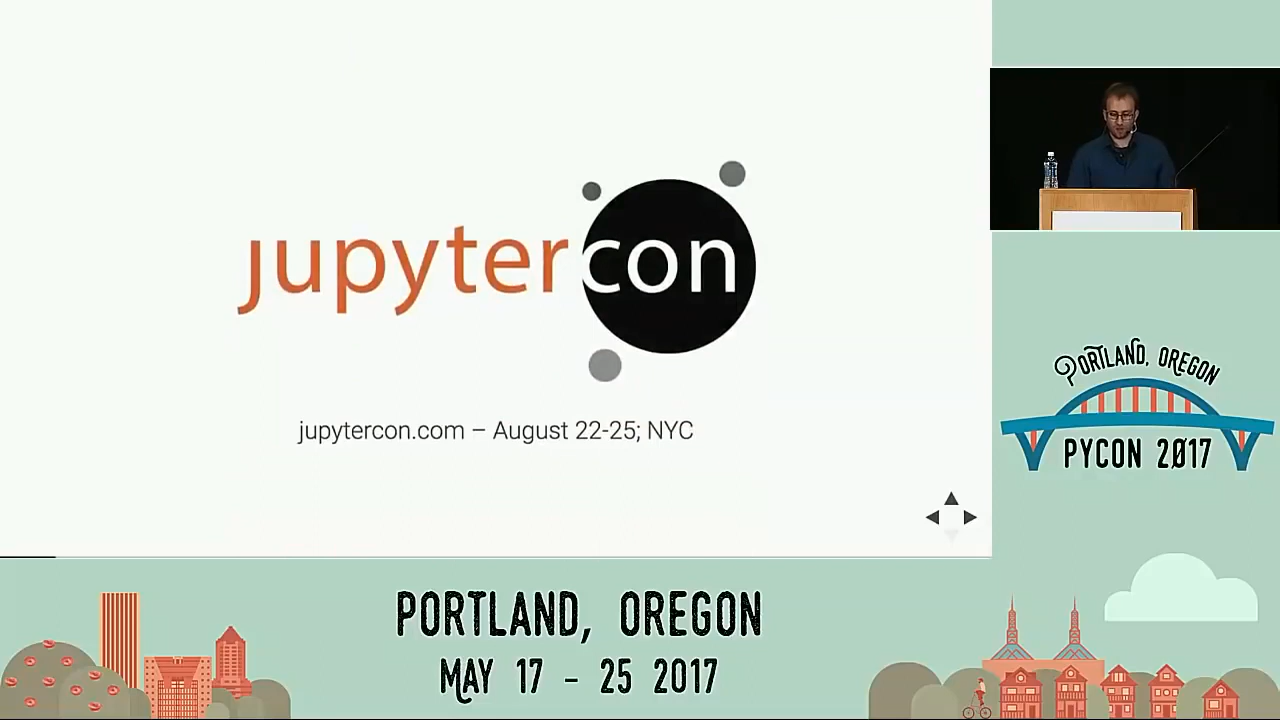 jupytercon
jupytercon.com – August 22-25; NYC
PORTLAND, OREGON
PYCON 2017
PORTLAND, OREGON
MAY 17 - 25 2017